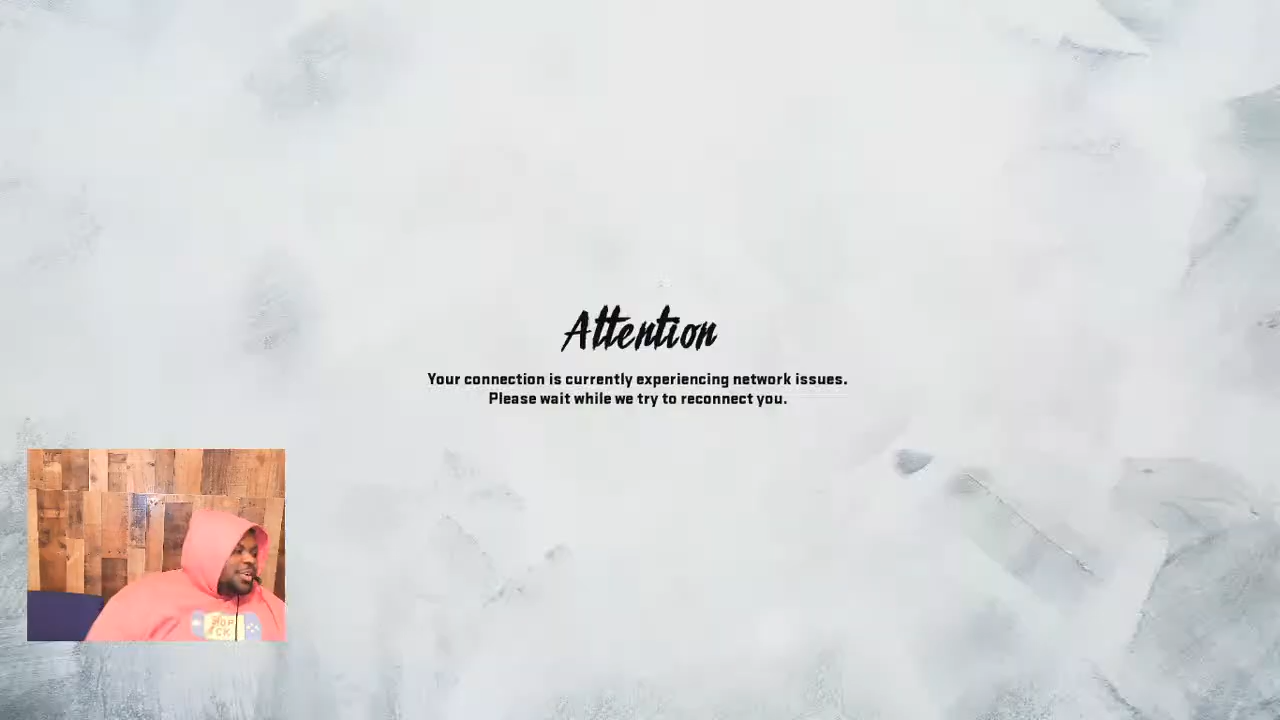 Attention
Your connection is currently experiencing network issues.
Please wait while we try to reconnect you.